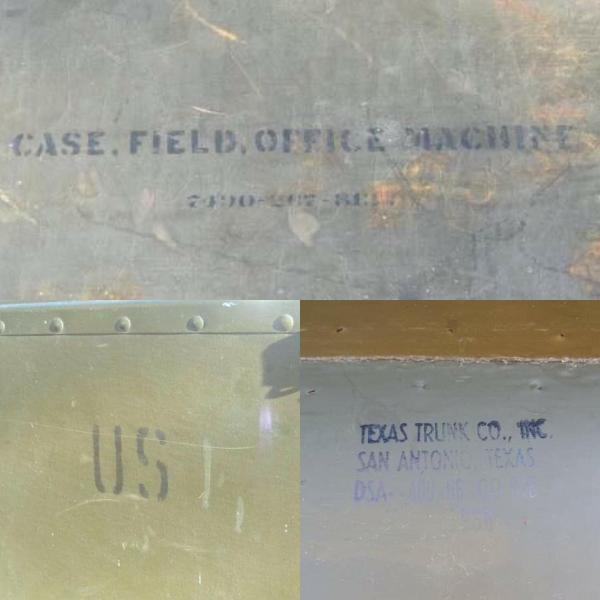 CASE, FIELD, OFFICE MACHINE
US
TEXAS TRUNK CO., INC.
SAN ANTONIO, TEXAS